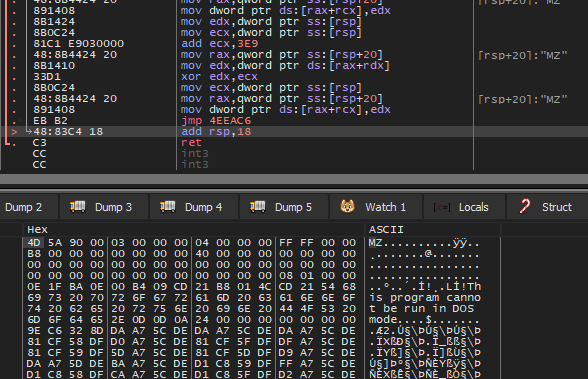 48:8B4424 20 mov rax,qword ptr ss:[rsp+20] [rsp+20]:"MZ"
891408 mov dword ptr ds:[rax+rcx],edx
8B1424 mov edx,dword ptr ss:[rsp]
8B0C24 mov ecx,dword ptr ss:[rsp]
81C1 E9030000 add ecx,3E9
48:8B4424 20 mov rax,qword ptr ss:[rsp+20] [rsp+20]:"MZ"
8B1410 mov edx,dword ptr ds:[rax+rdx]
33D1 xor edx,ecx
8B0C24 mov ecx,dword ptr ss:[rsp]
48:8B4424 20 mov rax,qword ptr ss:[rsp+20] [rsp+20]:"MZ"
891408 mov dword ptr ds:[rax+rcx],edx
EB B2 jmp 4EEAC6
48:83C4 18 add rsp,18
C3 ret
CC int3
CC int3
Dump 2 Dump 3 Dump 4 Dump 5 Watch 1 Locals Struct
Hex ASCII
4D 5A 90 00 03 00 00 00 04 00 00 00 FF FF 00 00 MZ..........ÿÿ..
B8 00 00 00 00 00 00 00 40 00 00 00 00 00 00 00 ¸.......@.......
00 00 00 00 00 00 00 00 00 00 00 00 00 00 00 00 ................
00 00 00 00 00 00 00 00 00 00 00 00 08 01 00 00 ................
0E 1F BA 0E 00 B4 09 CD 21 B8 01 4C CD 21 54 68 ..º..´.Í!¸.LÍ!Th
69 73 20 70 72 6F 67 72 61 6D 20 63 61 6E 6E 6F is program canno
74 20 62 65 20 72 75 6E 20 69 6E 20 44 4F 53 20 t be run in DOS
6D 6F 64 65 2E 0D 0D 0A 24 00 00 00 00 00 00 00 mode....$.......
9E C6 32 8D DA A7 5C DE DA A7 5C DE DA A7 5C DE .Æ2.Ú§\ÞÚ§\ÞÚ§\Þ
81 CF 58 DF D0 A7 5C DE 81 CF 5F DF DF A7 5C DE .ÏXßÐ§\Þ.Ï_ßß§\Þ
81 CF 59 DF 5D A7 5C DE 81 CF 5D DF D9 A7 5C DE .ÏYß]§\Þ.Ï]ßÙ§\Þ
DA A7 5D DE BA A7 5C DE D1 C8 59 DF FF A7 5C DE Ú§]Þº§\ÞÑÈYßÿ§\Þ
D1 C8 58 DF CA A7 5C DE D1 C8 5F DF D2 A7 5C DE ÑÈXßÊ§\ÞÑÈ_ßÒ§\Þ